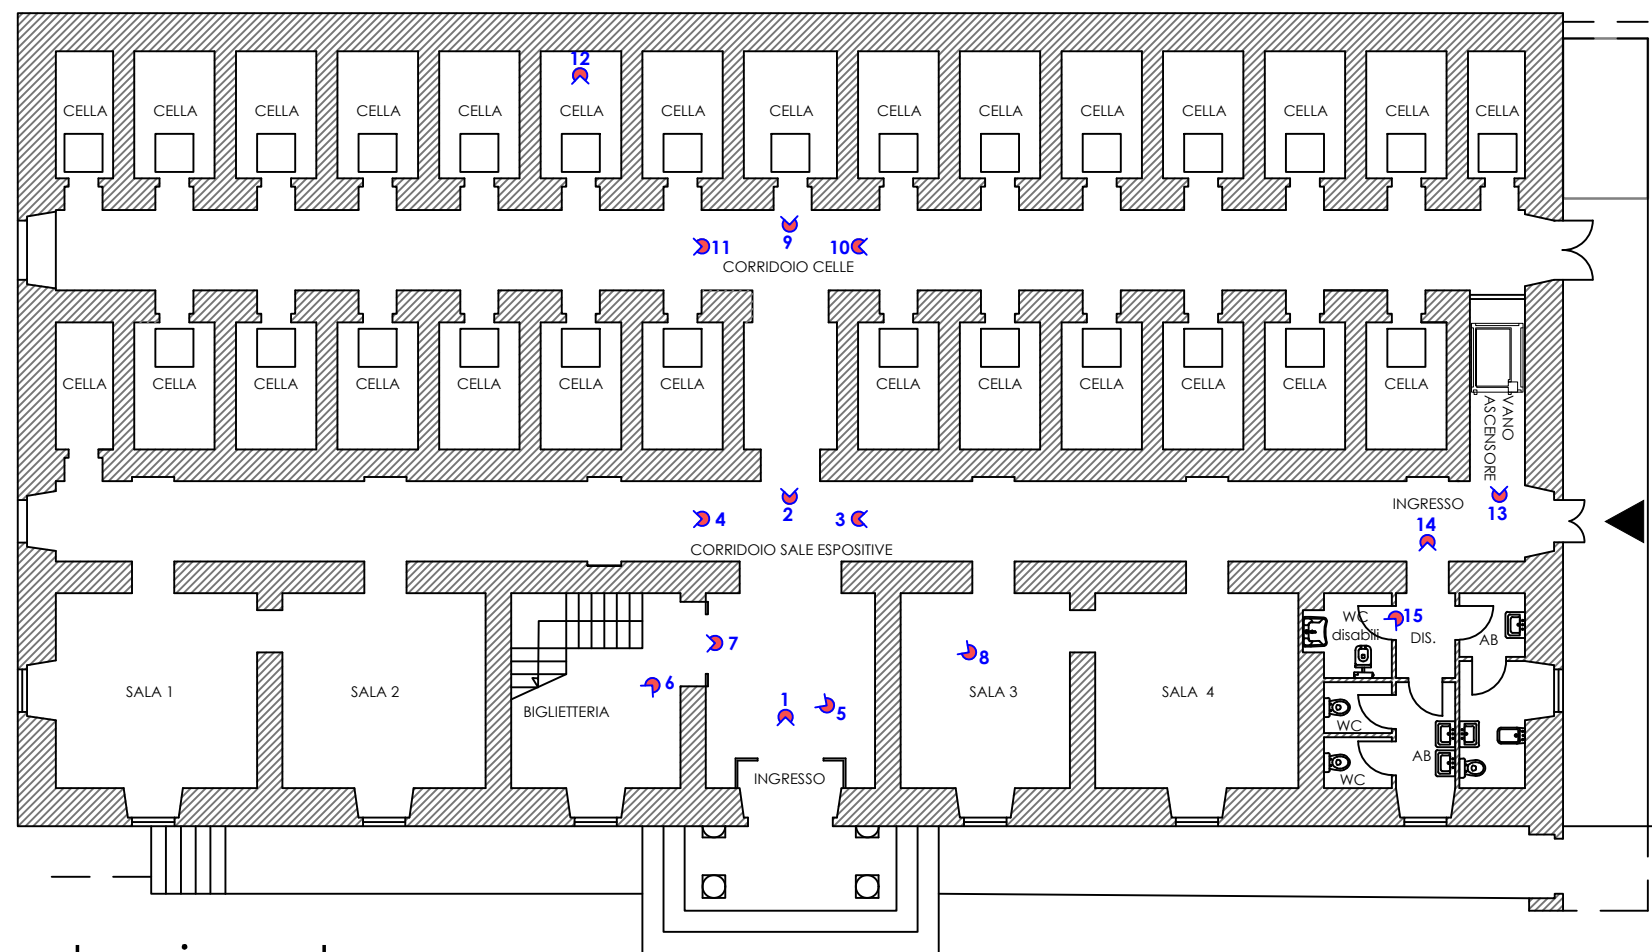 12
CELLA CELLA CELLA CELLA CELLA CELLA CELLA CELLA CELLA CELLA CELLA CELLA CELLA CELLA CELLA
11 9 10
CORRIDOIO CELLE
CELLA CELLA CELLA CELLA CELLA CELLA CELLA CELLA CELLA CELLA CELLA CELLA CELLA
VANO
ASCENSORE
INGRESSO
13
4 2 3 14
CORRIDOIO SALE ESPOSITIVE
WC
disabili
15
DIS.
AB
7
8
6
SALA 1
SALA 2
BIGLIETTERIA
1
5
SALA 3
SALA 4
WC
AB
WC
INGRESSO